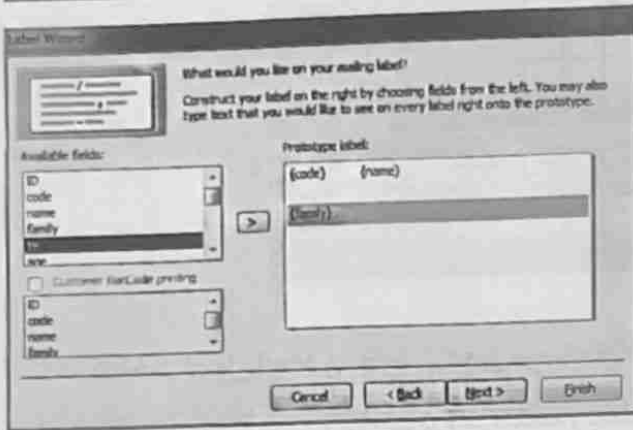 Label Wizard
What would you like on your mailing label?
Construct your label on the right by choosing fields from the left. You may also
type text that you would like to see on every label right onto the prototype.
Available fields:
Prototype label:
ID
code
name
family
age
{code} {name}
{family}
Customer BarCode printing
ID
code
name
family
>
Cancel
< Back
Next >
Finish